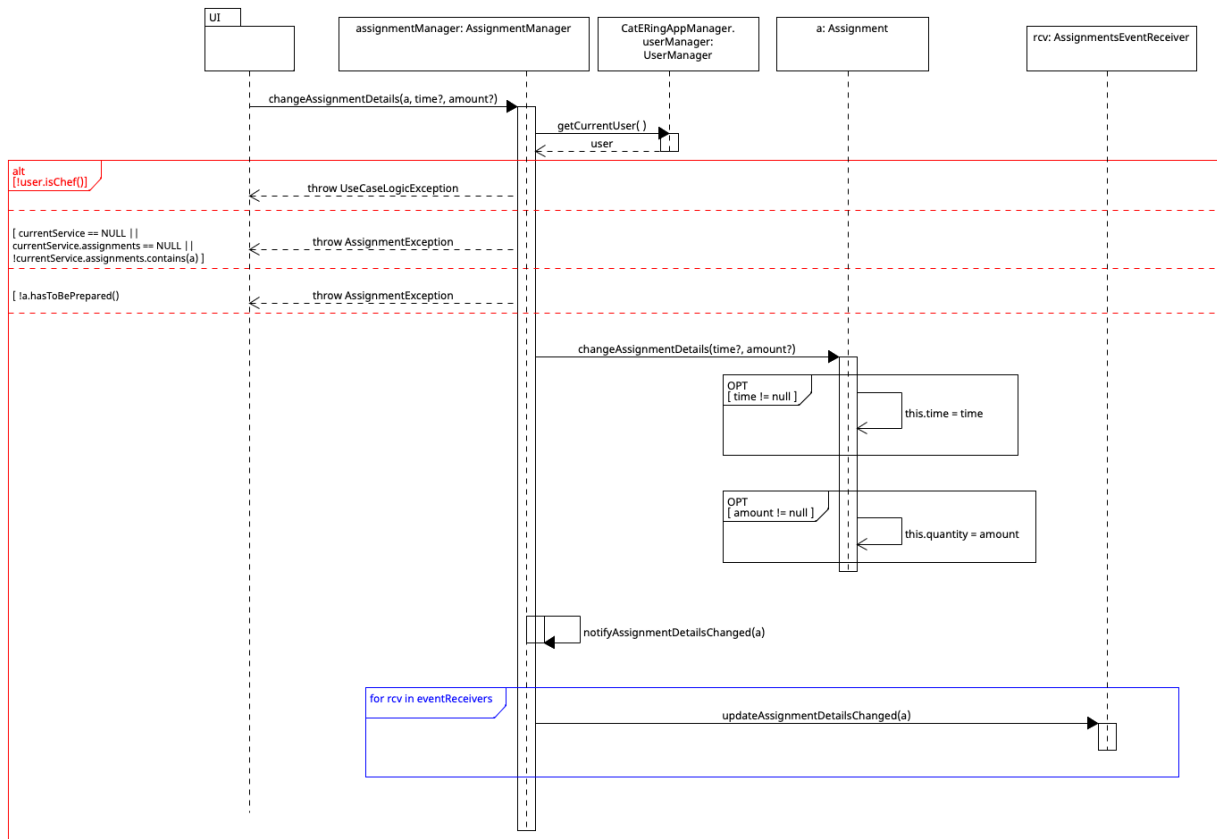 UI
assignmentManager: AssignmentManager
CatERingAppManager.
userManager:
UserManager
a: Assignment
rcv: AssignmentsEventReceiver
changeAssignmentDetails(a, time?, amount?)
getCurrentUser( )
user
alt
[!user.isChef()]
throw UseCaseLogicException
[ currentService == NULL ||
currentService.assignments == NULL ||
!currentService.assignments.contains(a) ]
throw AssignmentException
[ !a.hasToBePrepared()
throw AssignmentException
changeAssignmentDetails(time?, amount?)
OPT
[ time != null ]
this.time = time
OPT
[ amount != null ]
this.quantity = amount
notifyAssignmentDetailsChanged(a)
for rcv in eventReceivers
updateAssignmentDetailsChanged(a)